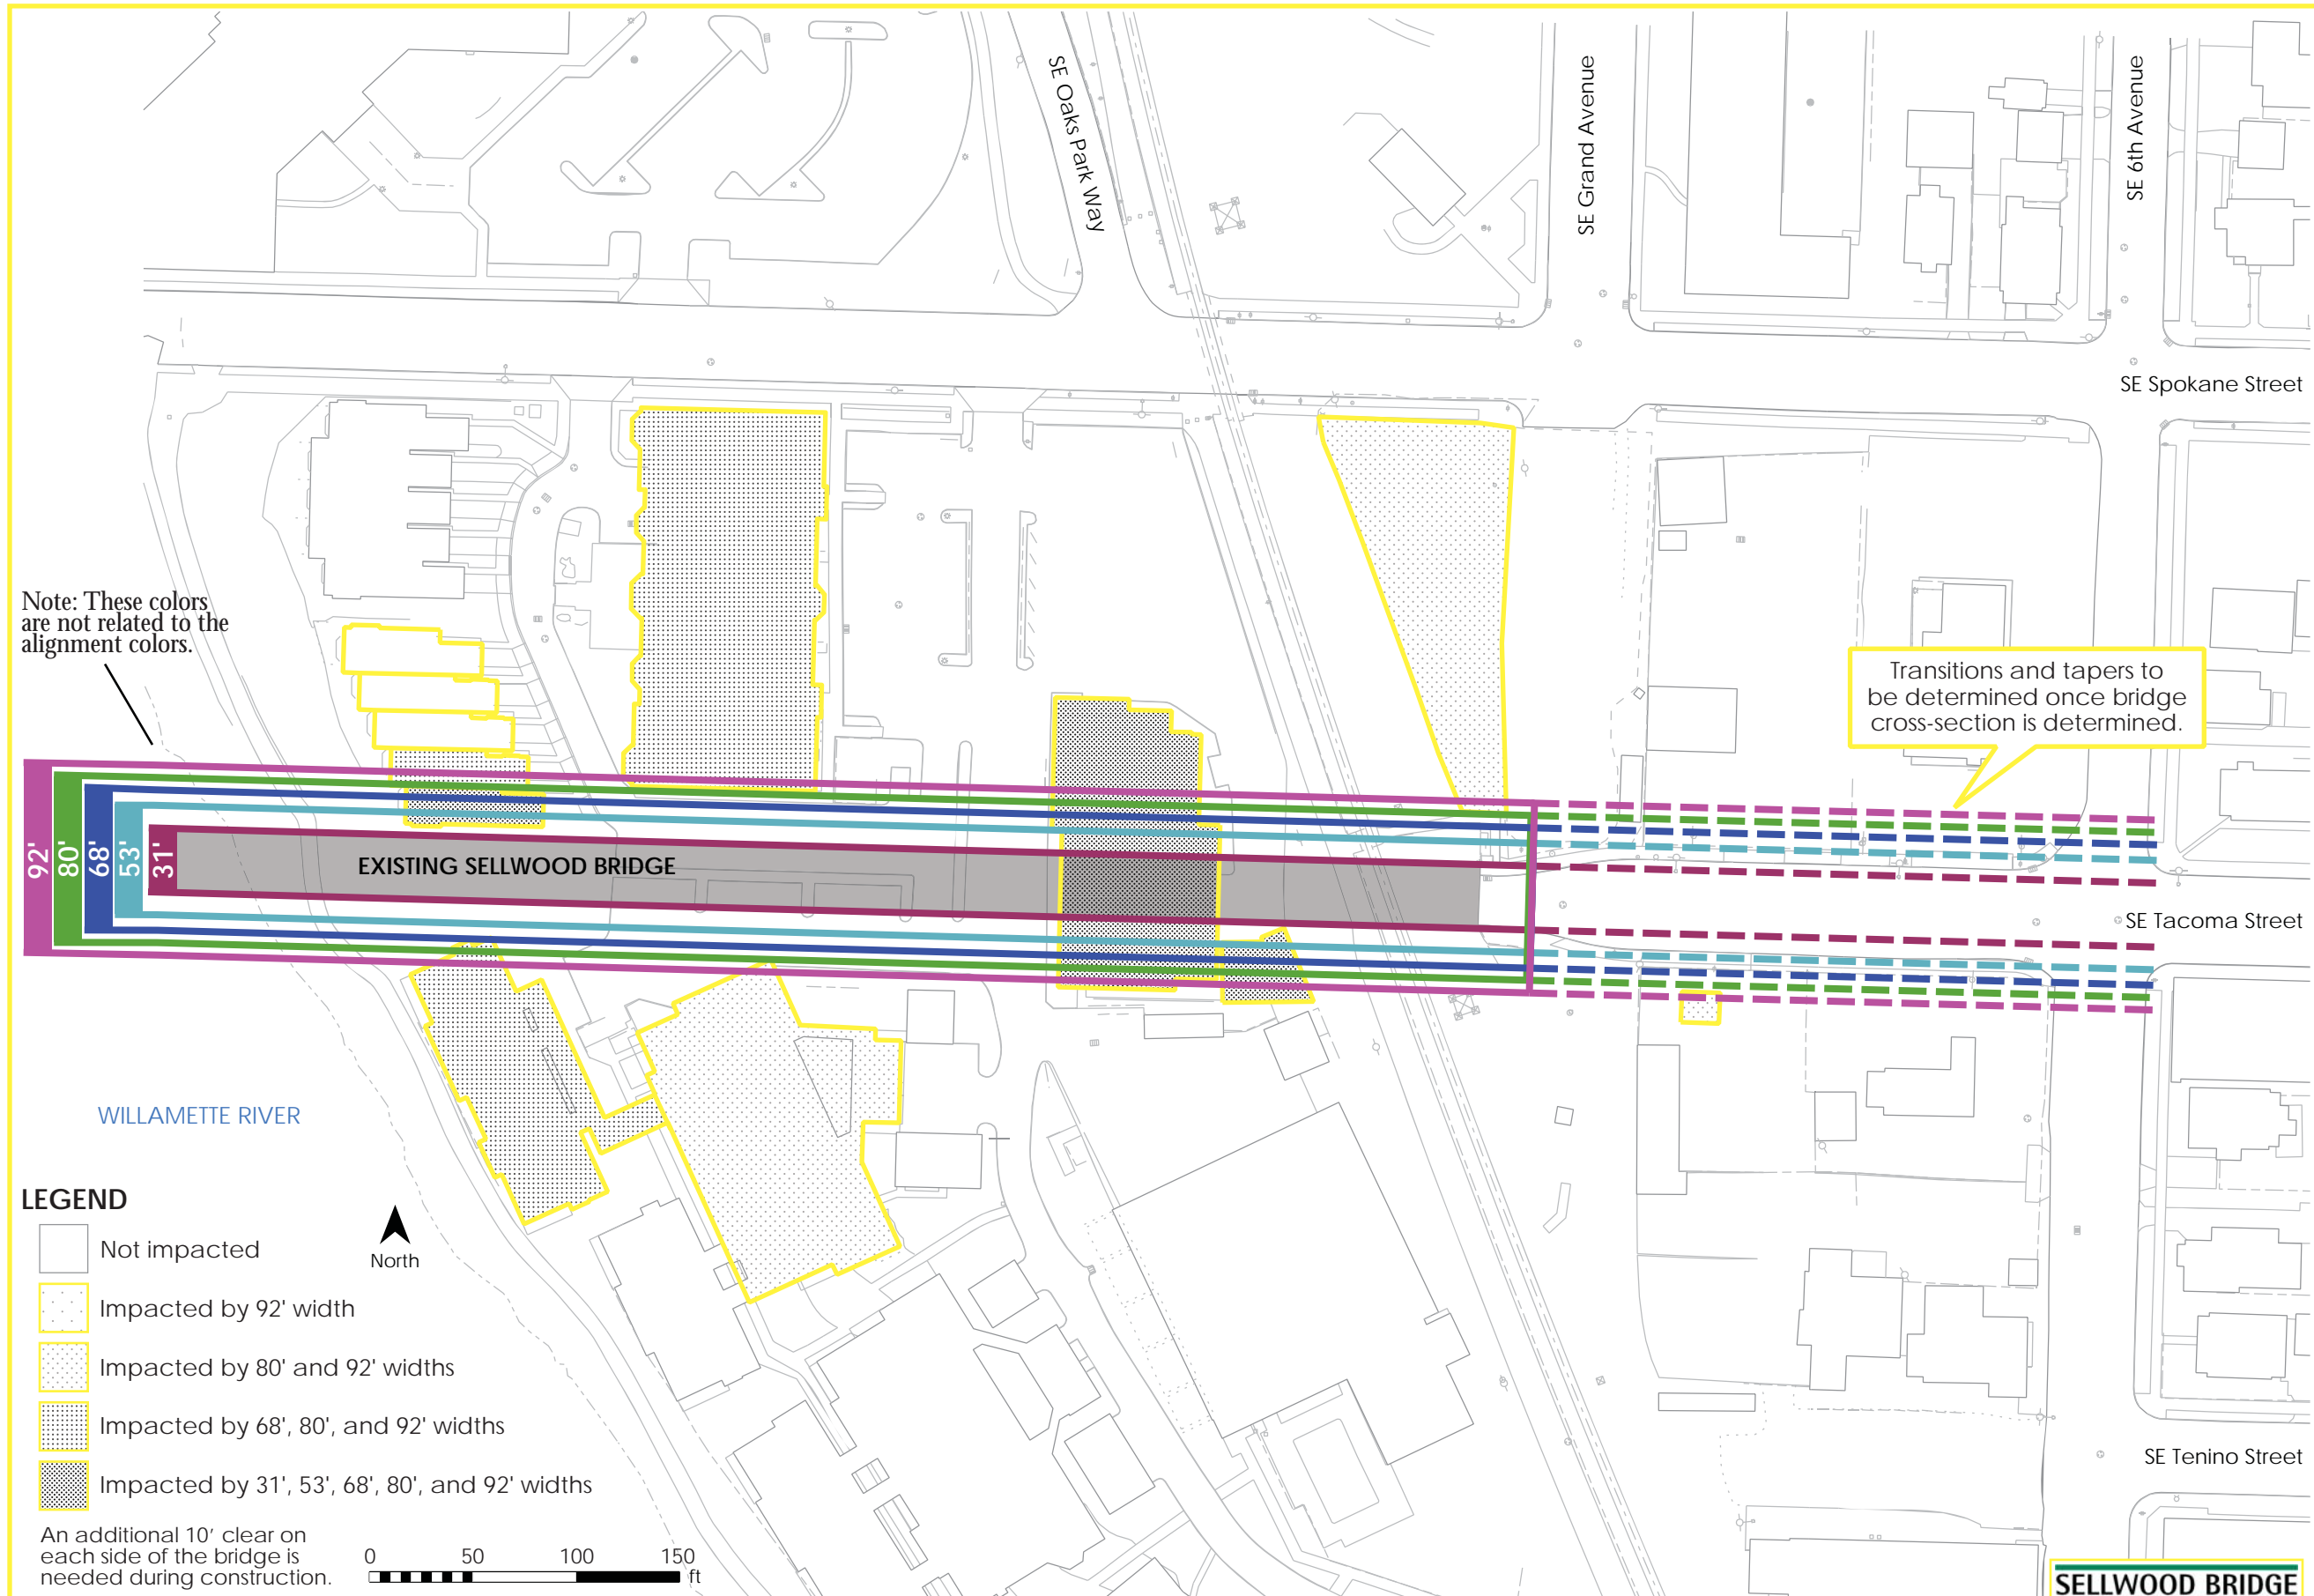 SE Oaks Park Way
SE Grand Avenue
SE 6th Avenue
SE Spokane Street
Note: These colors
are not related to the
alignment colors.
Transitions and tapers to
be determined once bridge
cross-section is determined.
92'
80'
68'
53'
31'
EXISTING SELLWOOD BRIDGE
SE Tacoma Street
WILLAMETTE RIVER
LEGEND
Not impacted
North
Impacted by 92' width
Impacted by 80' and 92' widths
Impacted by 68', 80', and 92' widths
Impacted by 31', 53', 68', 80', and 92' widths
SE Tenino Street
An additional 10' clear on
each side of the bridge is
needed during construction.
0 50 100 150
ft
SELLWOOD BRIDGE